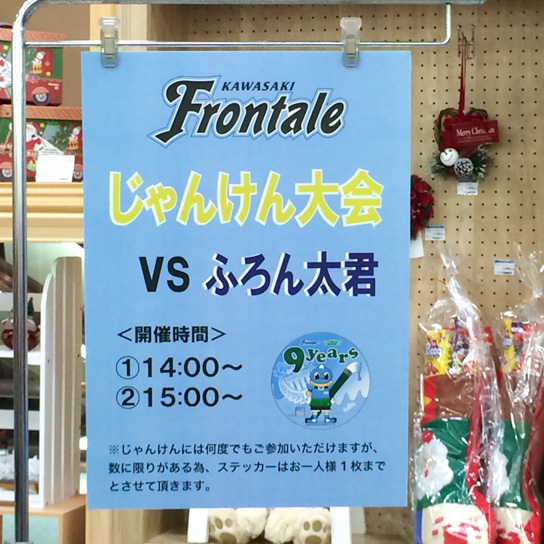 KAWASAKI
Frontale
じゃんけん大会
VS ふろん太君
＜開催時間＞
①14:00～
②15:00～
9 years
※じゃんけんには何度でもご参加いただけますが、
数に限りがある為、ステッカーはお一人様1枚まで
とさせて頂きます。
Merry Christmas